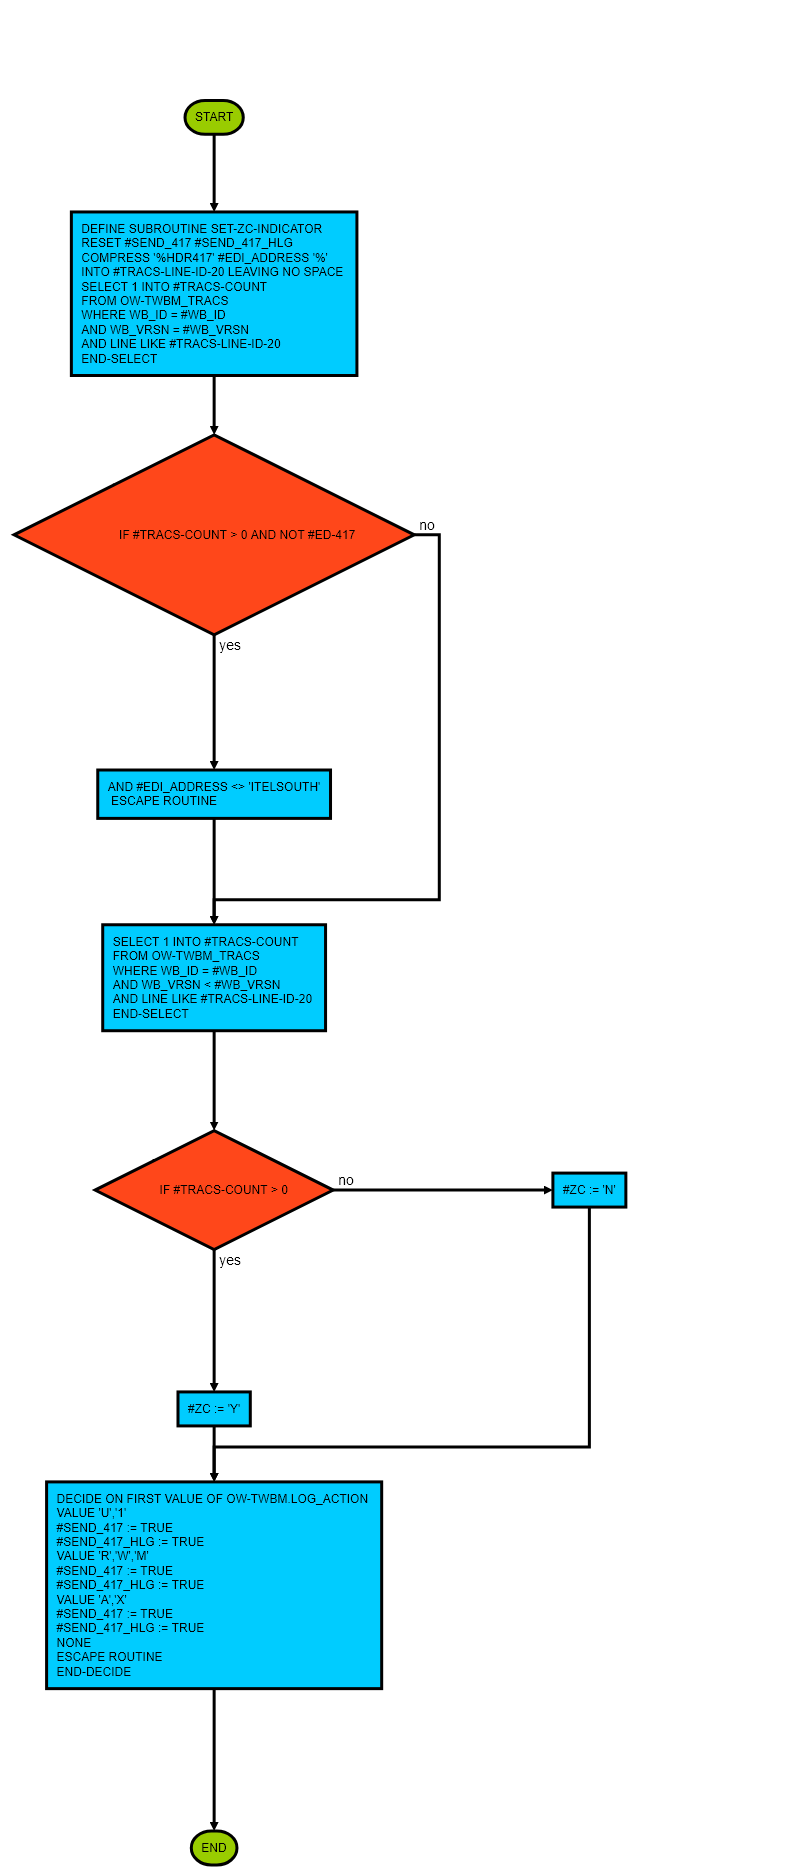 START
DEFINE SUBROUTINE SET-ZC-INDICATOR
RESET #SEND_417 #SEND_417_HLG
COMPRESS '%HDR417' #EDI_ADDRESS '%'
INTO #TRACS-LINE-ID-20 LEAVING NO SPACE
SELECT 1 INTO #TRACS-COUNT
FROM OW-TWBM_TRACS
WHERE WB_ID = #WB_ID
AND WB_VRSN = #WB_VRSN
AND LINE LIKE #TRACS-LINE-ID-20
END-SELECT
IF #TRACS-COUNT > 0 AND NOT #ED-417
no
yes
AND #EDI_ADDRESS <> 'ITELSOUTH'
ESCAPE ROUTINE
SELECT 1 INTO #TRACS-COUNT
FROM OW-TWBM_TRACS
WHERE WB_ID = #WB_ID
AND WB_VRSN < #WB_VRSN
AND LINE LIKE #TRACS-LINE-ID-20
END-SELECT
IF #TRACS-COUNT > 0
no
#ZC := 'N'
yes
#ZC := 'Y'
DECIDE ON FIRST VALUE OF OW-TWBM.LOG_ACTION
VALUE 'U','1'
#SEND_417 := TRUE
#SEND_417_HLG := TRUE
VALUE 'R','W','M'
#SEND_417 := TRUE
#SEND_417_HLG := TRUE
VALUE 'A','X'
#SEND_417 := TRUE
#SEND_417_HLG := TRUE
NONE
ESCAPE ROUTINE
END-DECIDE
END